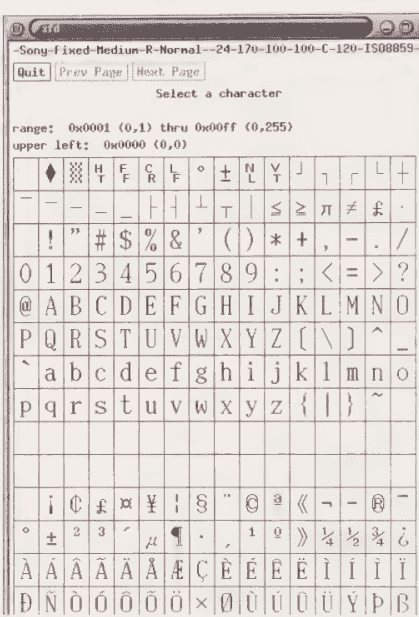 xfd
-Sony-Fixed-Medium-R-Normal--24-170-100-100-C-120-ISO8859-
Quit Prev Page Next Page
Select a character
range: 0x0001 (0,1) thru 0x00ff (0,255)
upper left: 0x0000 (0,0)
♦ ▒ ␉ ␌ ␍ ␊ ° ± ␤ ␋ ┘ ┐ ┌ └ ┼
⎺ ⎻ ─ ⎼ ⎽ ├ ┤ ┴ ┬ │ ≤ ≥ π ≠ £ ·
! " # $ % & ' ( ) * + , - . /
0 1 2 3 4 5 6 7 8 9 : ; < = > ?
@ A B C D E F G H I J K L M N O
P Q R S T U V W X Y Z [ \ ] ^ _
` a b c d e f g h i j k l m n o
p q r s t u v w x y z { | } ~
¡ ¢ £ ¤ ¥ ¦ § ¨ © ª « ¬ - ® ¯
° ± ² ³ ´ µ ¶ · ¸ ¹ º » ¼ ½ ¾ ¿
À Á Â Ã Ä Å Æ Ç È É Ê Ë Ì Í Î Ï
Ð Ñ Ò Ó Ô Õ Ö × Ø Ù Ú Û Ü Ý Þ ß